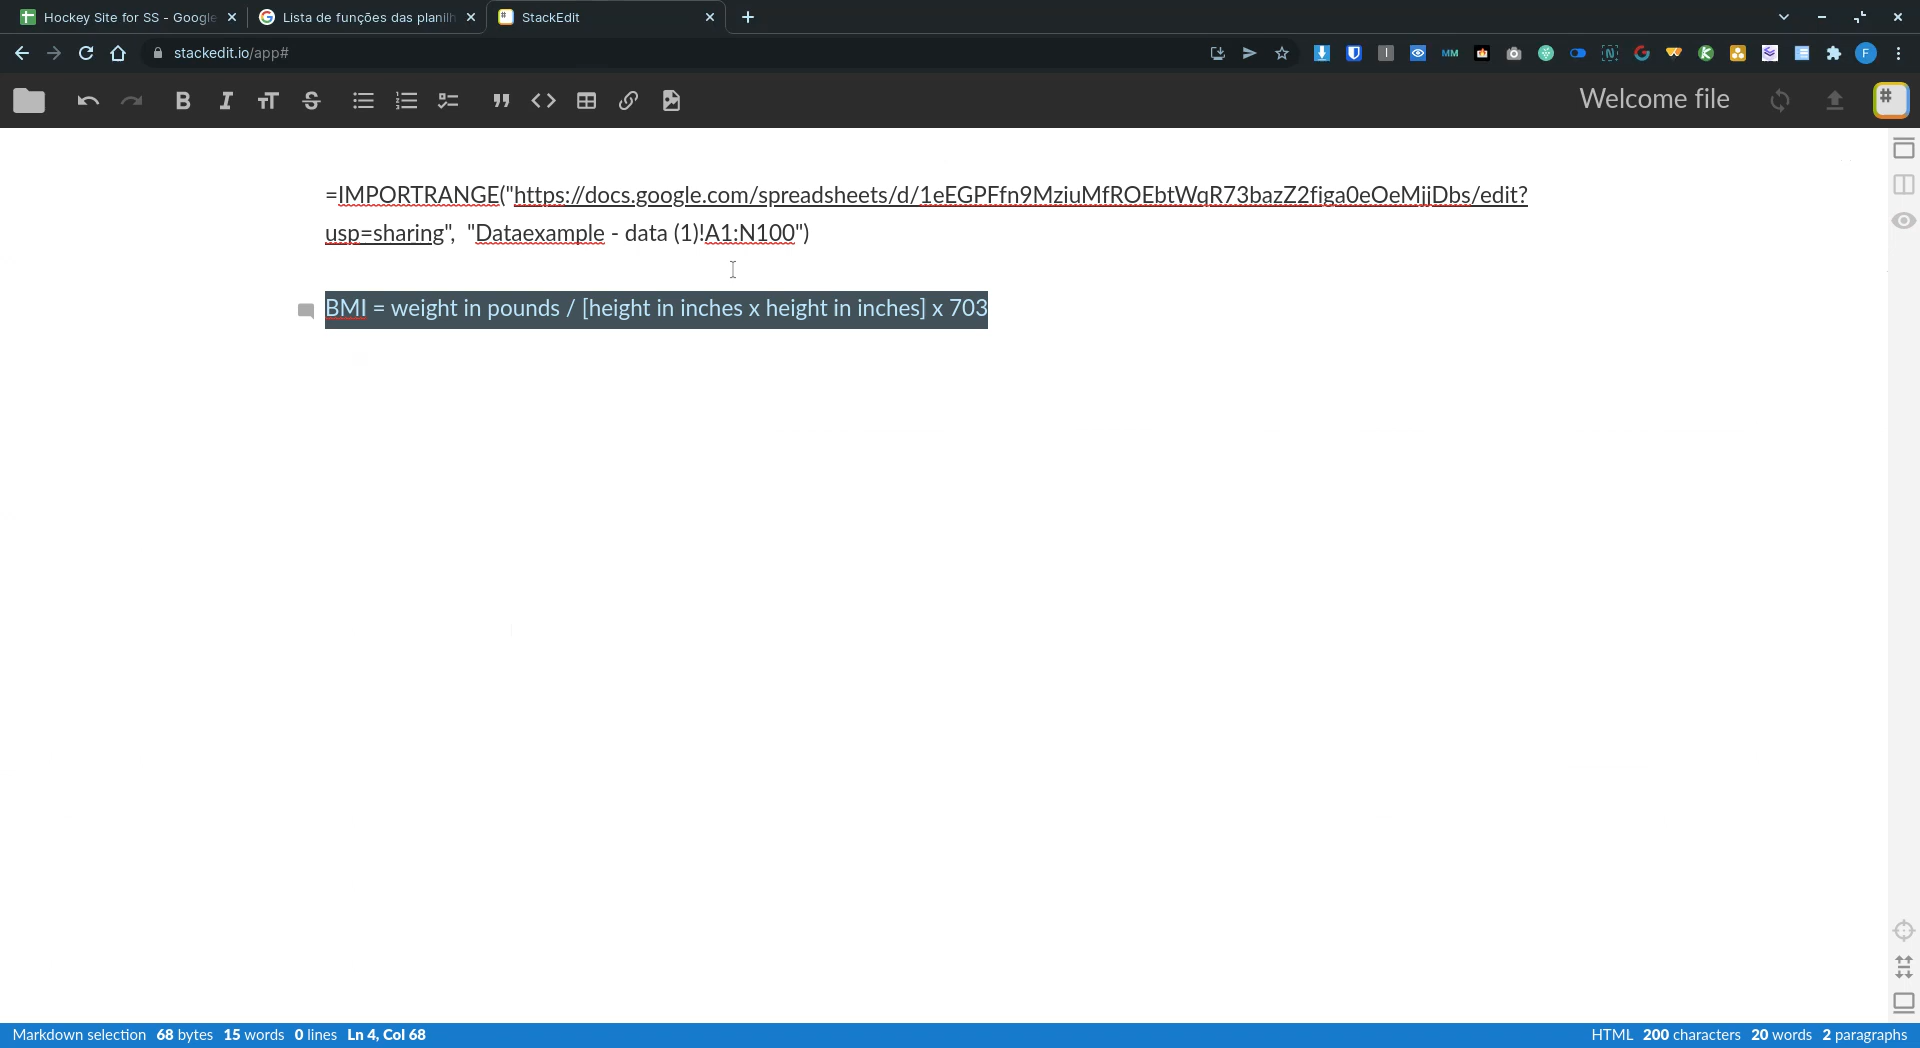 Hockey Site for SS - Google
Lista de funções das planilh
StackEdit
stackedit.io/app#
MM
F
Welcome file
=IMPORTRANGE("https://docs.google.com/spreadsheets/d/1eEGPFfn9MziuMfROEbtWqR73bazZ2figa0eOeMjjDbs/edit?
usp=sharing",  "Dataexample - data (1)!A1:N100")
BMI = weight in pounds / [height in inches x height in inches] x 703
Markdown selection 68 bytes 15 words 0 lines Ln 4, Col 68
HTML 200 characters 20 words 2 paragraphs